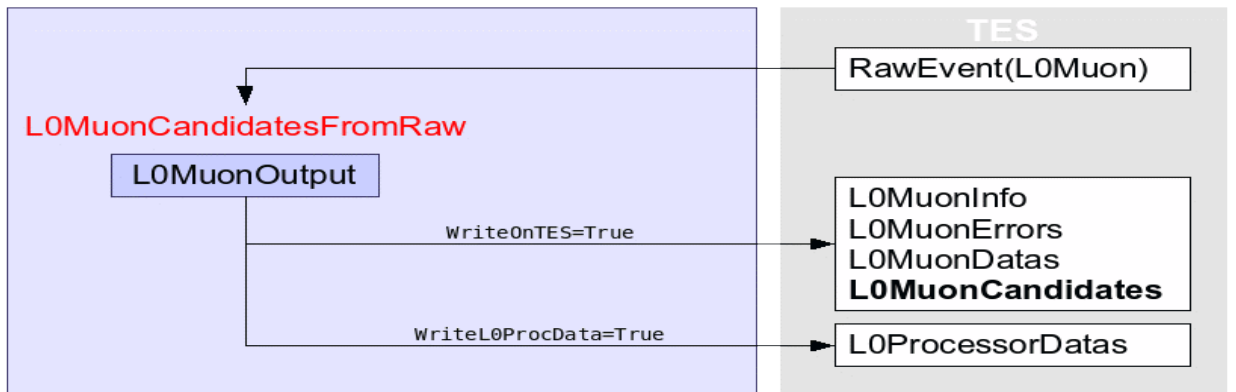 TES
RawEvent(L0Muon)
L0MuonCandidatesFromRaw
L0MuonOutput
L0MuonInfo
WriteOnTES=True
L0MuonErrors
L0MuonDatas
L0MuonCandidates
WriteL0ProcData=True
L0ProcessorDatas